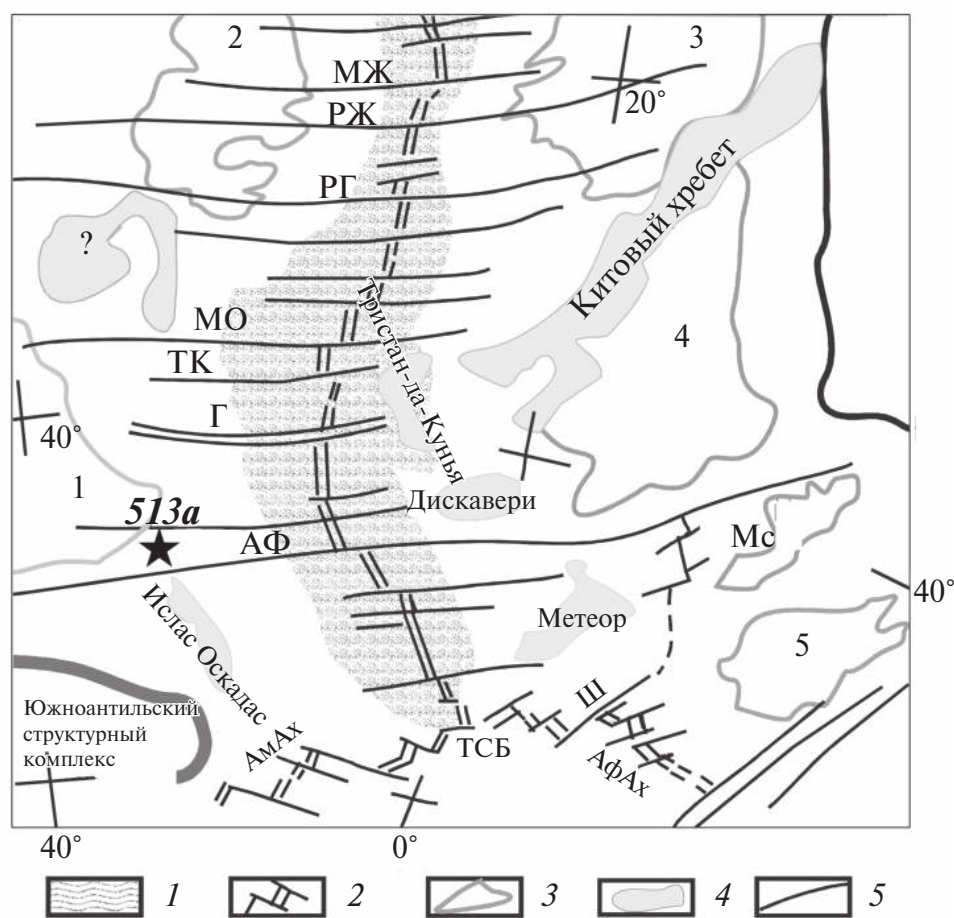 2
3
МЖ
20°
РЖ
РГ
Китовый хребет
?
Тристан-да-Кунья
МО
4
ТК
Г
40°
1
Дискавери
513а
АФ
Мс
40°
Ислас Оскадас
Метеор
5
Ш
Южноантильский
структурный
комплекс
АмАх
ТСБ
АфАх
40°
0°
1
2
3
4
5